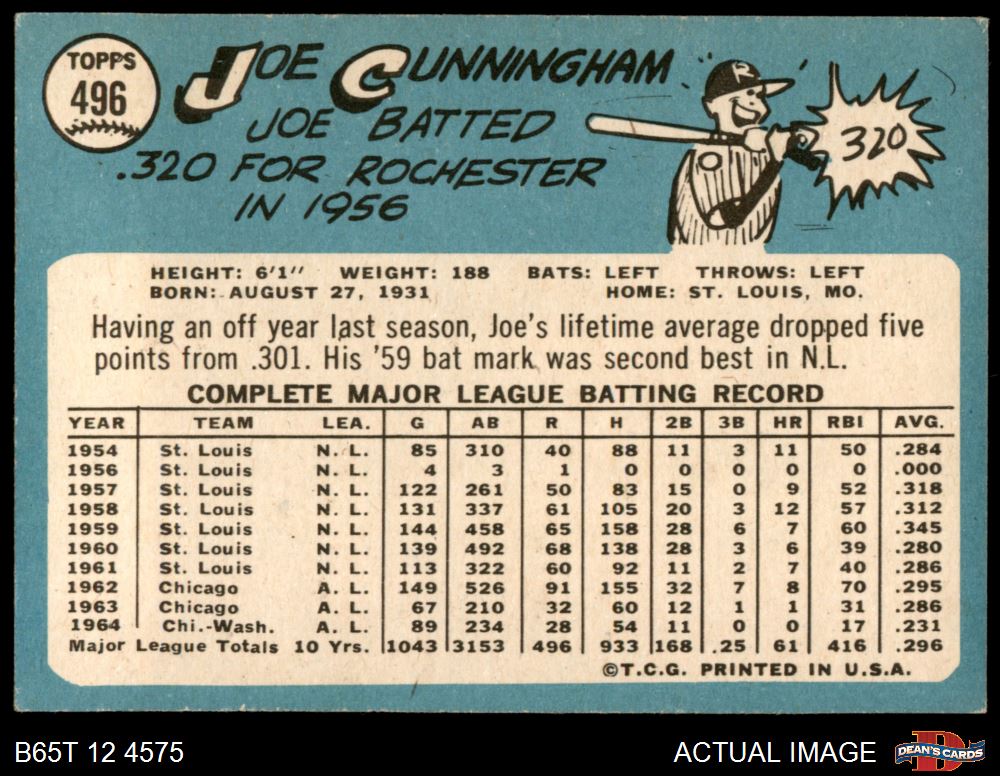 TOPPS
496
JOE CUNNINGHAM
JOE BATTED
.320 FOR ROCHESTER
IN 1956
R
320
HEIGHT: 6'1" WEIGHT: 188 BATS: LEFT THROWS: LEFT
BORN: AUGUST 27, 1931 HOME: ST. LOUIS, MO.
Having an off year last season, Joe's lifetime average dropped five
points from .301. His '59 bat mark was second best in N.L.
COMPLETE MAJOR LEAGUE BATTING RECORD
YEAR TEAM LEA. G AB R H 2B 3B HR RBI AVG.
1954 St. Louis N. L. 85 310 40 88 11 3 11 50 .284
1956 St. Louis N. L. 4 3 1 0 0 0 0 0 .000
1957 St. Louis N. L. 122 261 50 83 15 0 9 52 .318
1958 St. Louis N. L. 131 337 61 105 20 3 12 57 .312
1959 St. Louis N. L. 144 458 65 158 28 6 7 60 .345
1960 St. Louis N. L. 139 492 68 138 28 3 6 39 .280
1961 St. Louis N. L. 113 322 60 92 11 2 7 40 .286
1962 Chicago A. L. 149 526 91 155 32 7 8 70 .295
1963 Chicago A. L. 67 210 32 60 12 1 1 31 .286
1964 Chi.-Wash. A. L. 89 234 28 54 11 0 0 17 .231
Major League Totals 10 Yrs. 1043 3153 496 933 168 .25 61 416 .296
©T.C.G. PRINTED IN U.S.A.
B65T 12 4575
ACTUAL IMAGE
D
DEAN'S CARDS